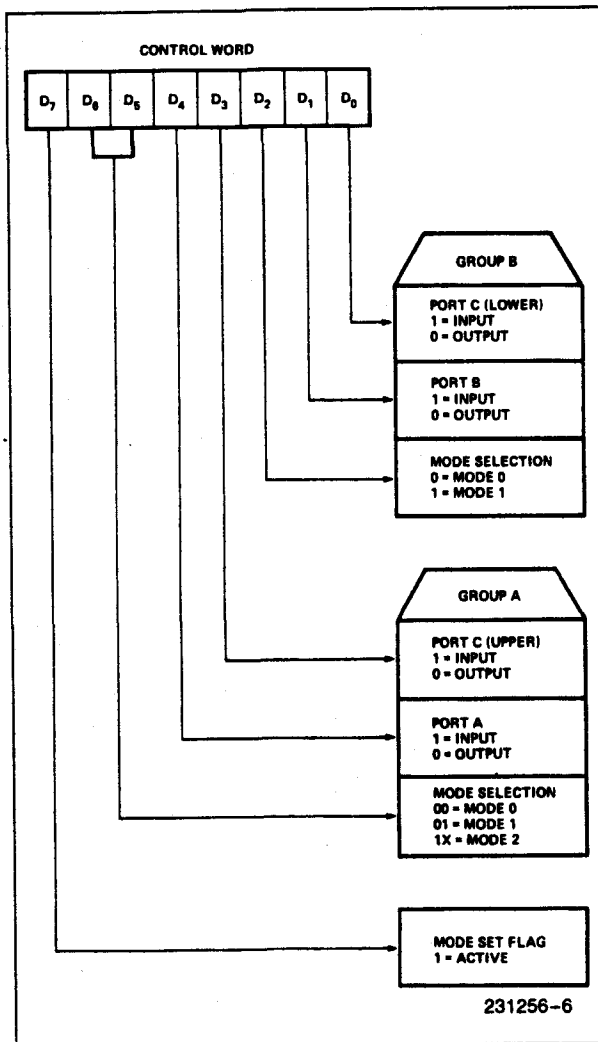 CONTROL WORD
D7 D6 D5 D4 D3 D2 D1 D0
GROUP B
PORT C (LOWER)
1 = INPUT
0 = OUTPUT
PORT B
1 = INPUT
0 = OUTPUT
MODE SELECTION
0 = MODE 0
1 = MODE 1
GROUP A
PORT C (UPPER)
1 = INPUT
0 = OUTPUT
PORT A
1 = INPUT
0 = OUTPUT
MODE SELECTION
00 = MODE 0
01 = MODE 1
1X = MODE 2
MODE SET FLAG
1 = ACTIVE
231256-6